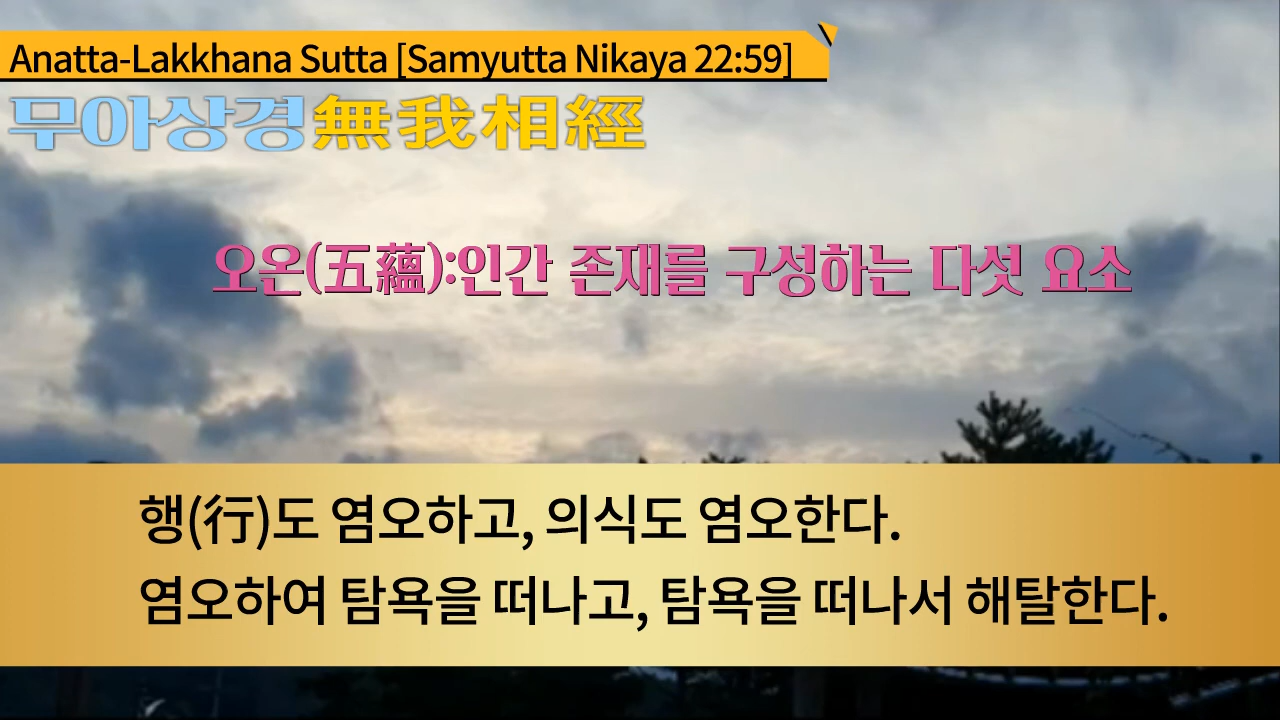 Anatta-Lakkhana Sutta [Samyutta Nikaya 22:59]
무아상경無我相經
오온(五蘊):인간 존재를 구성하는 다섯 요소
행(行)도 염오하고, 의식도 염오한다.
염오하여 탐욕을 떠나고, 탐욕을 떠나서 해탈한다.